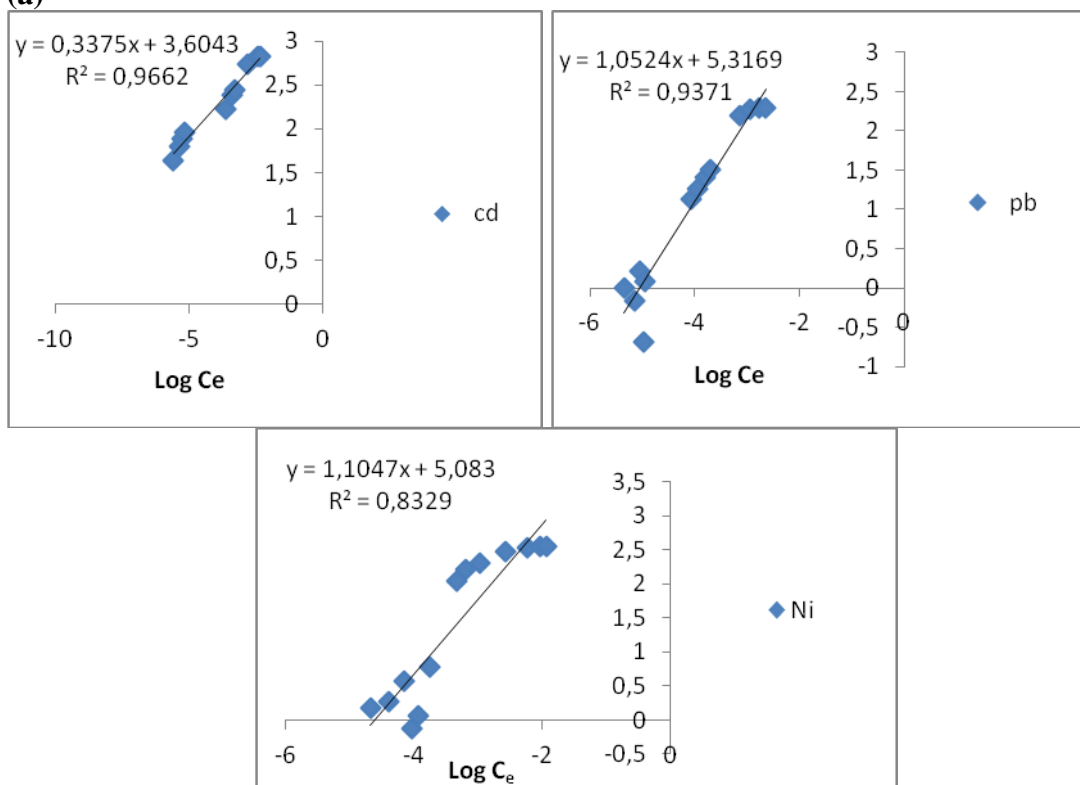 (a)
y = 0,3375x + 3,6043
R² = 0,9662
3
2,5
2
1,5
1
0,5
0
-10
-5
0
Log Ce
cd
y = 1,0524x + 5,3169
R² = 0,9371
3
2,5
2
1,5
1
0,5
0
-0,5
-1
-6
-4
-2
0
Log Ce
pb
y = 1,1047x + 5,083
R² = 0,8329
3,5
3
2,5
2
1,5
1
0,5
0
-0,5
-6
-4
-2
0
Log Cₑ
Ni